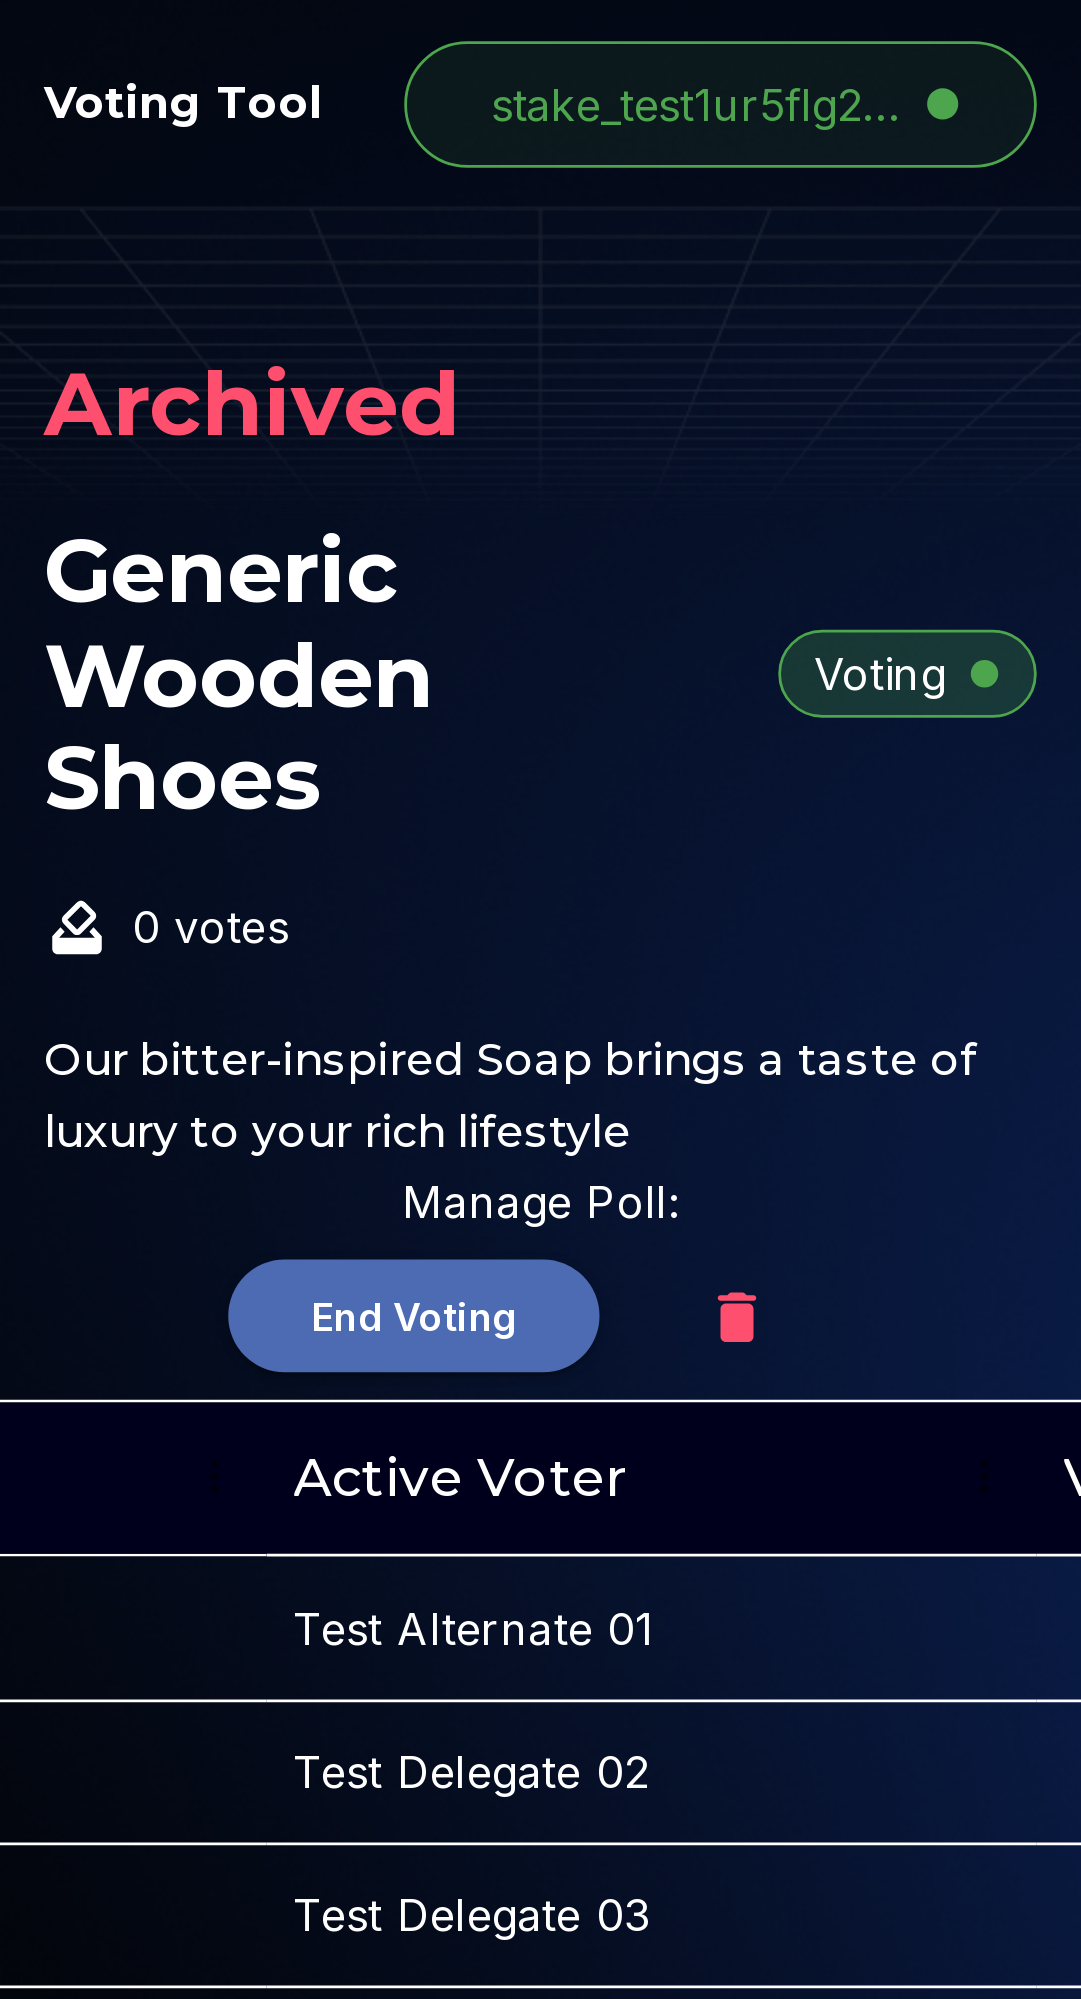 Voting Tool
stake_test1ur5flg2...
Archived
Generic
Wooden
Shoes
Voting
0 votes
Our bitter-inspired Soap brings a taste of
luxury to your rich lifestyle
Manage Poll:
End Voting
Active Voter
Test Alternate 01
Test Delegate 02
Test Delegate 03